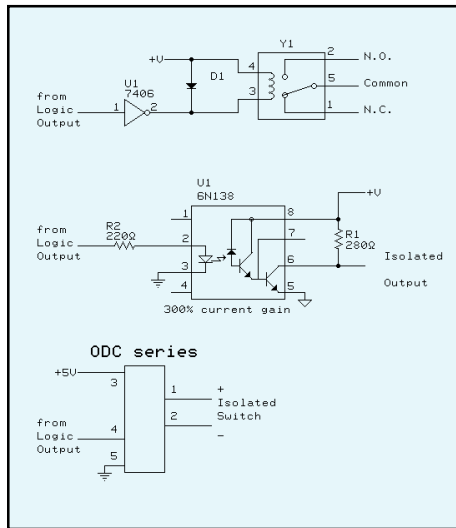 Y1
+V
4
2
N.O.
D1
5
Common
from
Logic
Output
U1
7406
1
2
3
1
N.C.
U1
6N138
1
8
+V
from
Logic
Output
R2
220Ω
2
7
R1
280Ω
3
6
Isolated
Output
4
5
300% current gain
ODC series
+5V
3
1
+
Isolated
Switch
2
-
from
Logic
Output
4
5